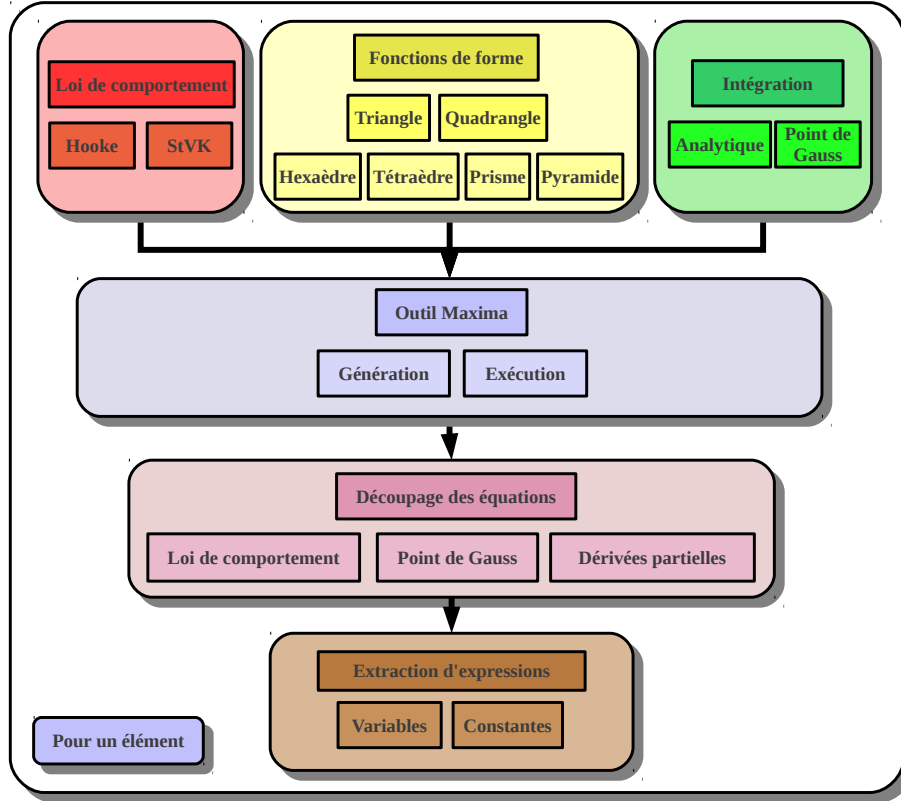 Loi de comportement
Hooke
StVK
Fonctions de forme
Triangle
Quadrangle
Hexaèdre
Tétraèdre
Prisme
Pyramide
Intégration
Analytique
Point de
Gauss
Outil Maxima
Génération
Exécution
Découpage des équations
Loi de comportement
Point de Gauss
Dérivées partielles
Extraction d'expressions
Variables
Constantes
Pour un élément